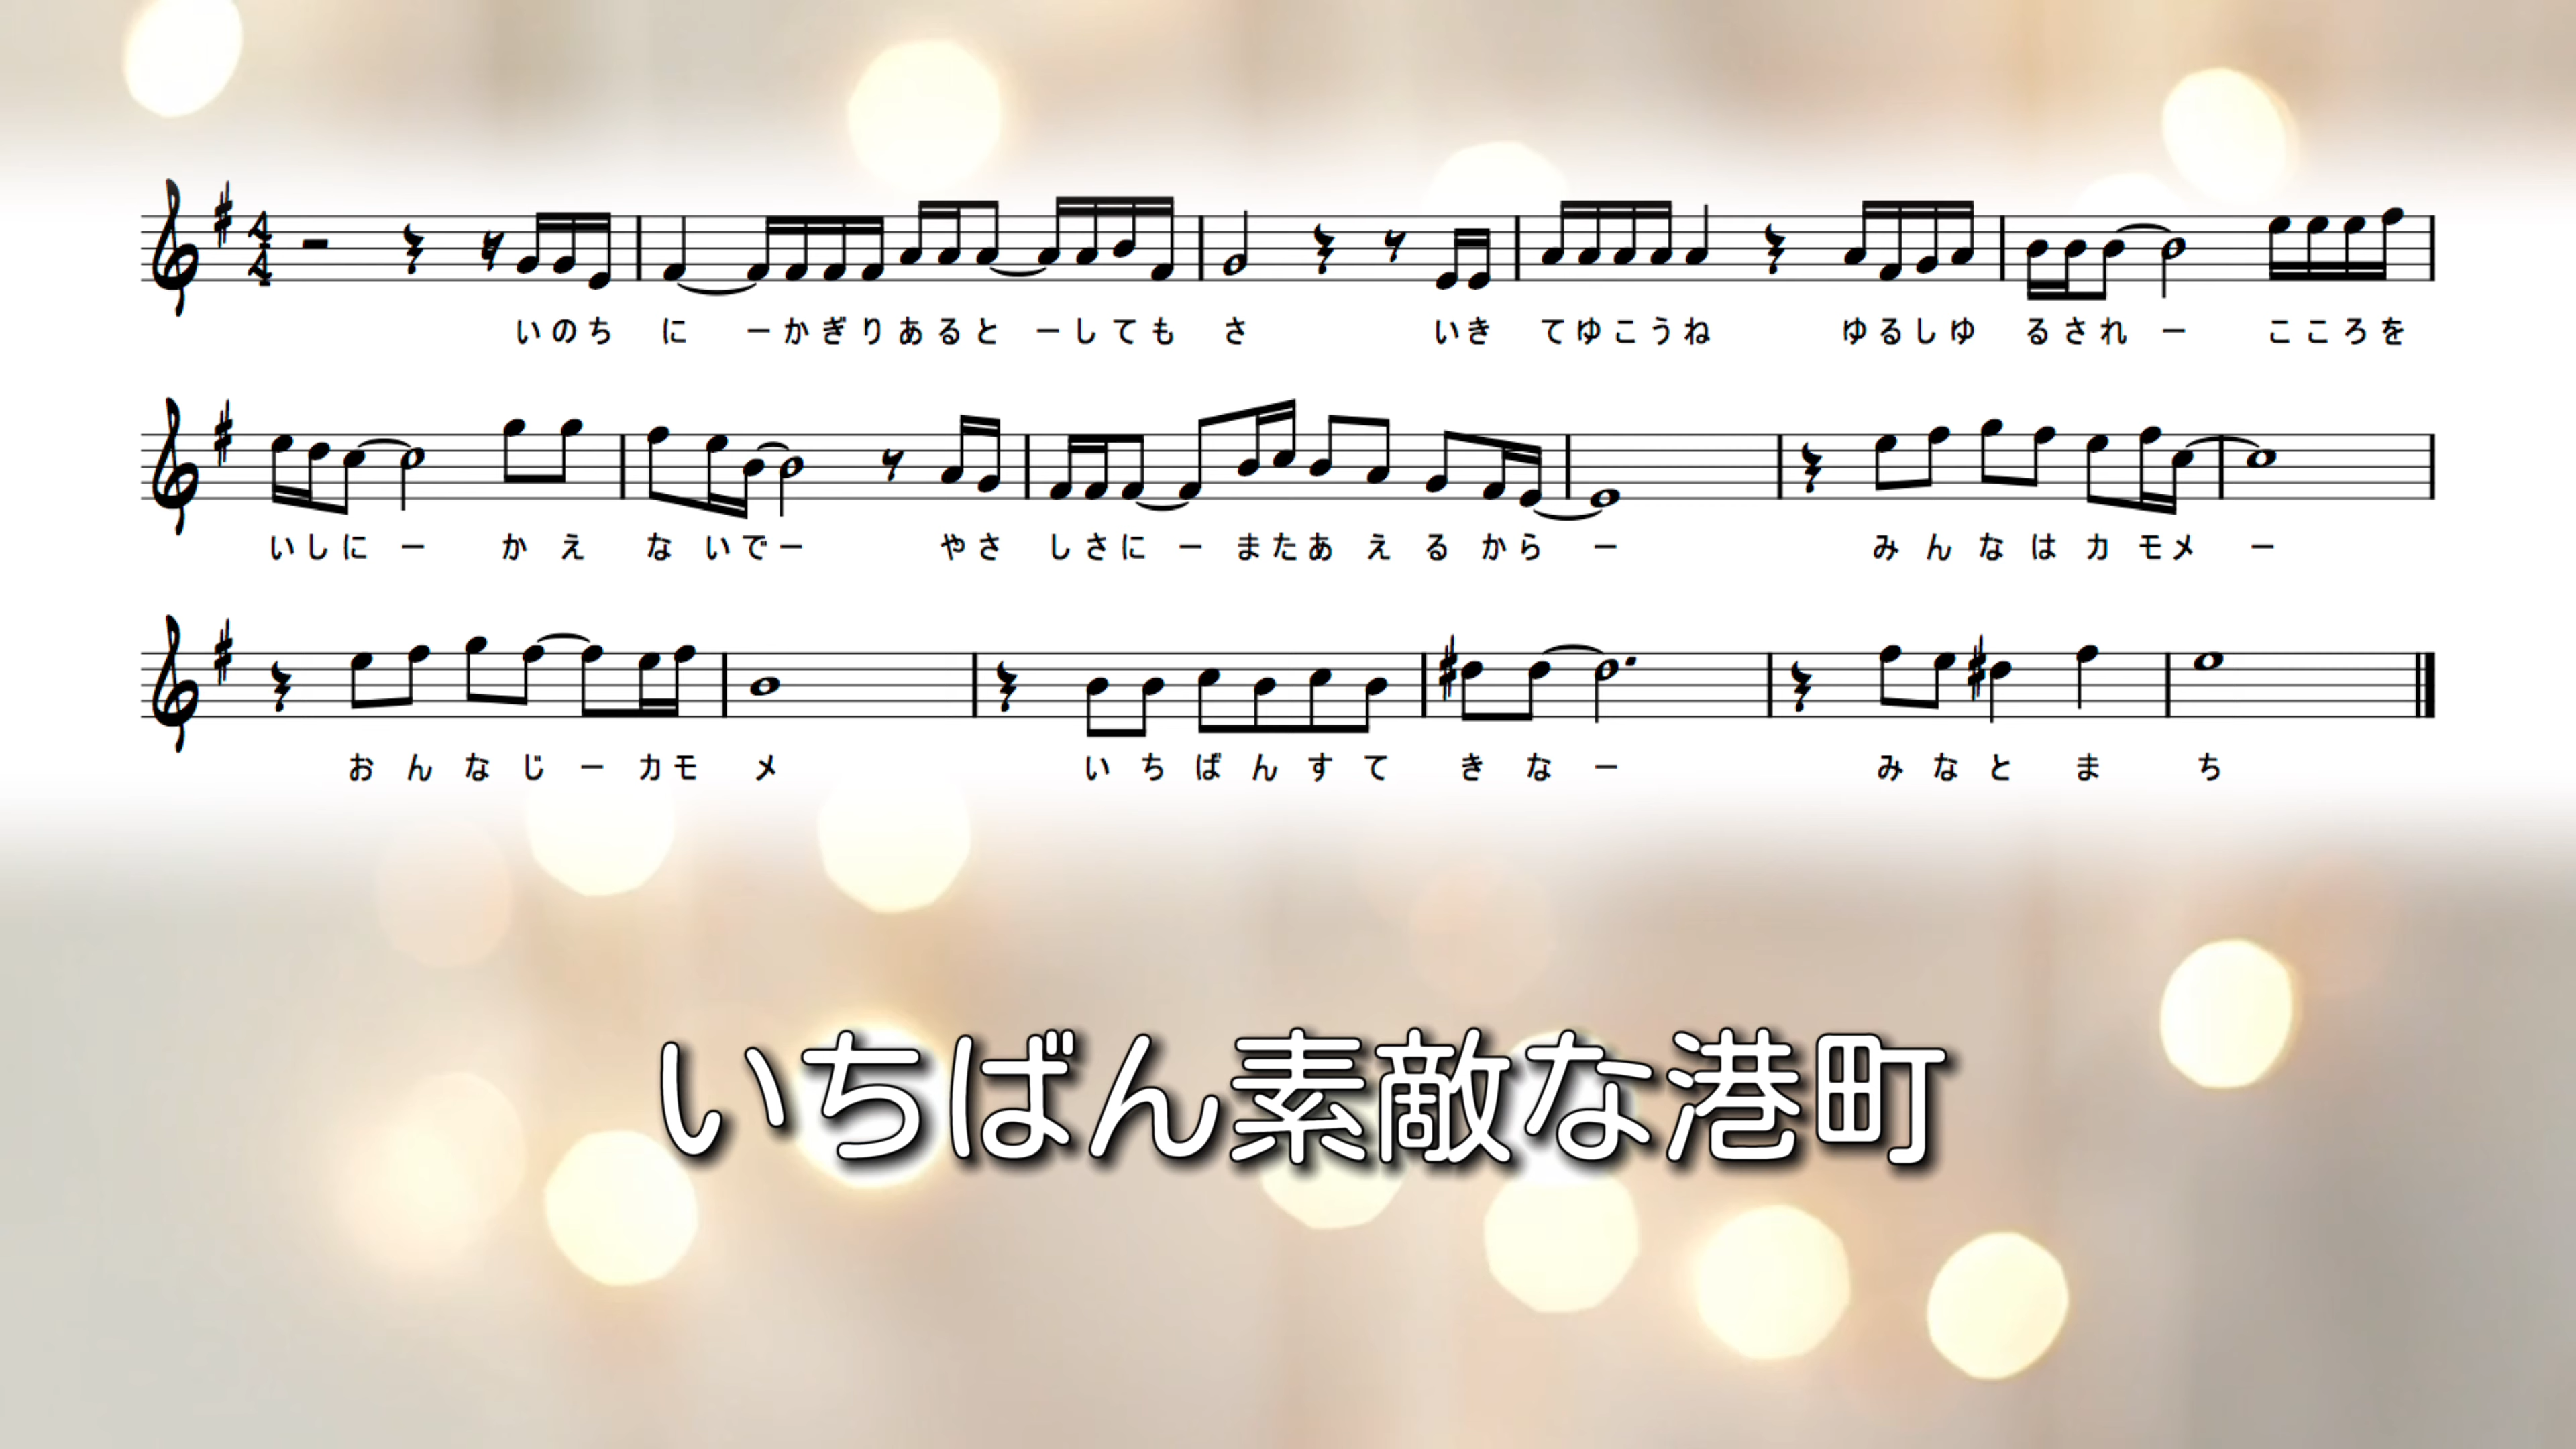 いのち に ーかぎりあると ーしても さ いき てゆこうね ゆるしゆ るされ ー こころを
いしに ー か え な いでー やさ しさに ー またあ え る から ー み ん な は カ モメ ー
お ん な じ ー カモ メ い ち ば ん す て き な ー み な と ま ち
いちばん素敵な港町